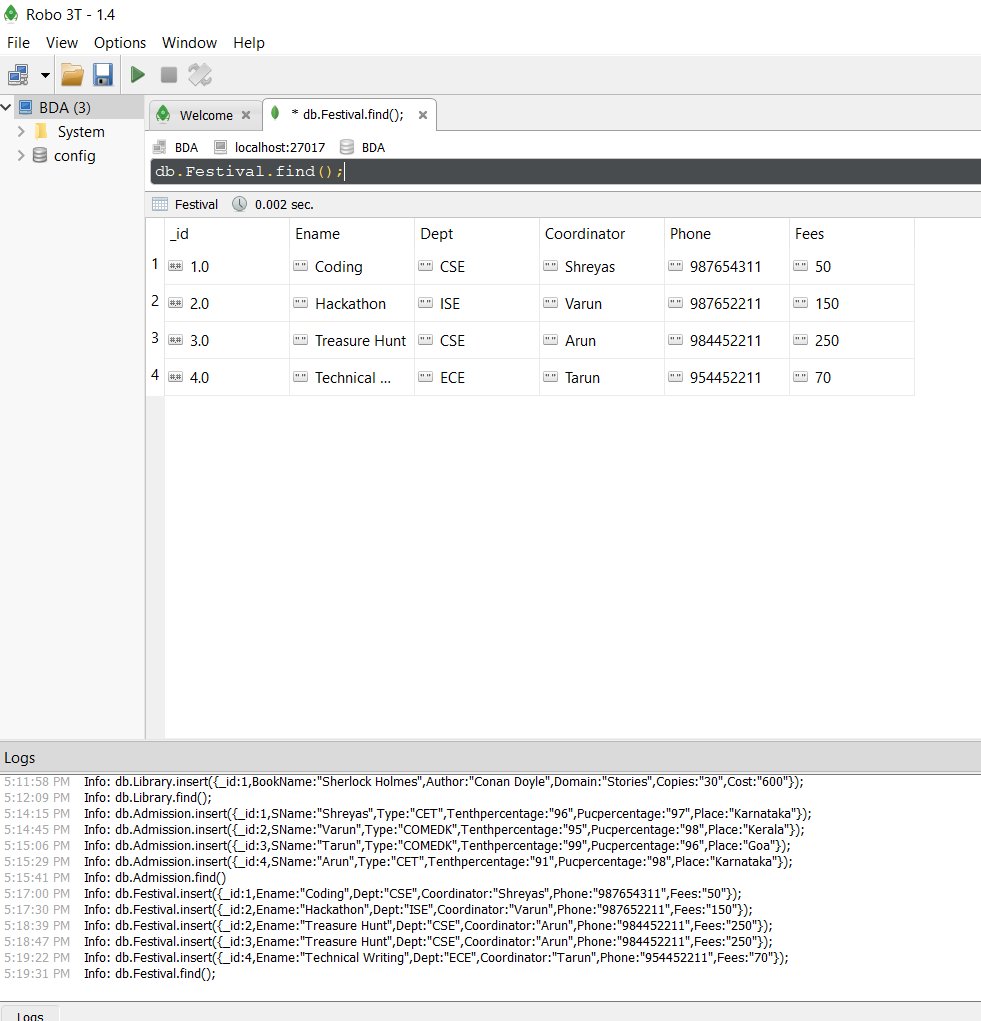 Robo 3T - 1.4
File View Options Window Help
BDA (3)
System
config
Welcome
* db.Festival.find();
BDA localhost:27017 BDA
db.Festival.find();
Festival 0.002 sec.
_id Ename Dept Coordinator Phone Fees
1 1.0 Coding CSE Shreyas 987654311 50
2 2.0 Hackathon ISE Varun 987652211 150
3 3.0 Treasure Hunt CSE Arun 984452211 250
4 4.0 Technical ... ECE Tarun 954452211 70
Logs
5:11:58 PM Info: db.Library.insert({_id:1,BookName:"Sherlock Holmes",Author:"Conan Doyle",Domain:"Stories",Copies:"30",Cost:"600"});
5:12:09 PM Info: db.Library.find();
5:14:15 PM Info: db.Admission.insert({_id:1,SName:"Shreyas",Type:"CET",Tenthpercentage:"96",Pucpercentage:"97",Place:"Karnataka"});
5:14:45 PM Info: db.Admission.insert({_id:2,SName:"Varun",Type:"COMEDK",Tenthpercentage:"95",Pucpercentage:"98",Place:"Kerala"});
5:15:06 PM Info: db.Admission.insert({_id:3,SName:"Tarun",Type:"COMEDK",Tenthpercentage:"99",Pucpercentage:"96",Place:"Goa"});
5:15:29 PM Info: db.Admission.insert({_id:4,SName:"Arun",Type:"CET",Tenthpercentage:"91",Pucpercentage:"98",Place:"Karnataka"});
5:15:41 PM Info: db.Admission.find()
5:17:00 PM Info: db.Festival.insert({_id:1,Ename:"Coding",Dept:"CSE",Coordinator:"Shreyas",Phone:"987654311",Fees:"50"});
5:17:30 PM Info: db.Festival.insert({_id:2,Ename:"Hackathon",Dept:"ISE",Coordinator:"Varun",Phone:"987652211",Fees:"150"});
5:18:39 PM Info: db.Festival.insert({_id:2,Ename:"Treasure Hunt",Dept:"CSE",Coordinator:"Arun",Phone:"984452211",Fees:"250"});
5:18:47 PM Info: db.Festival.insert({_id:3,Ename:"Treasure Hunt",Dept:"CSE",Coordinator:"Arun",Phone:"984452211",Fees:"250"});
5:19:22 PM Info: db.Festival.insert({_id:4,Ename:"Technical Writing",Dept:"ECE",Coordinator:"Tarun",Phone:"954452211",Fees:"70"});
5:19:31 PM Info: db.Festival.find();
Logs